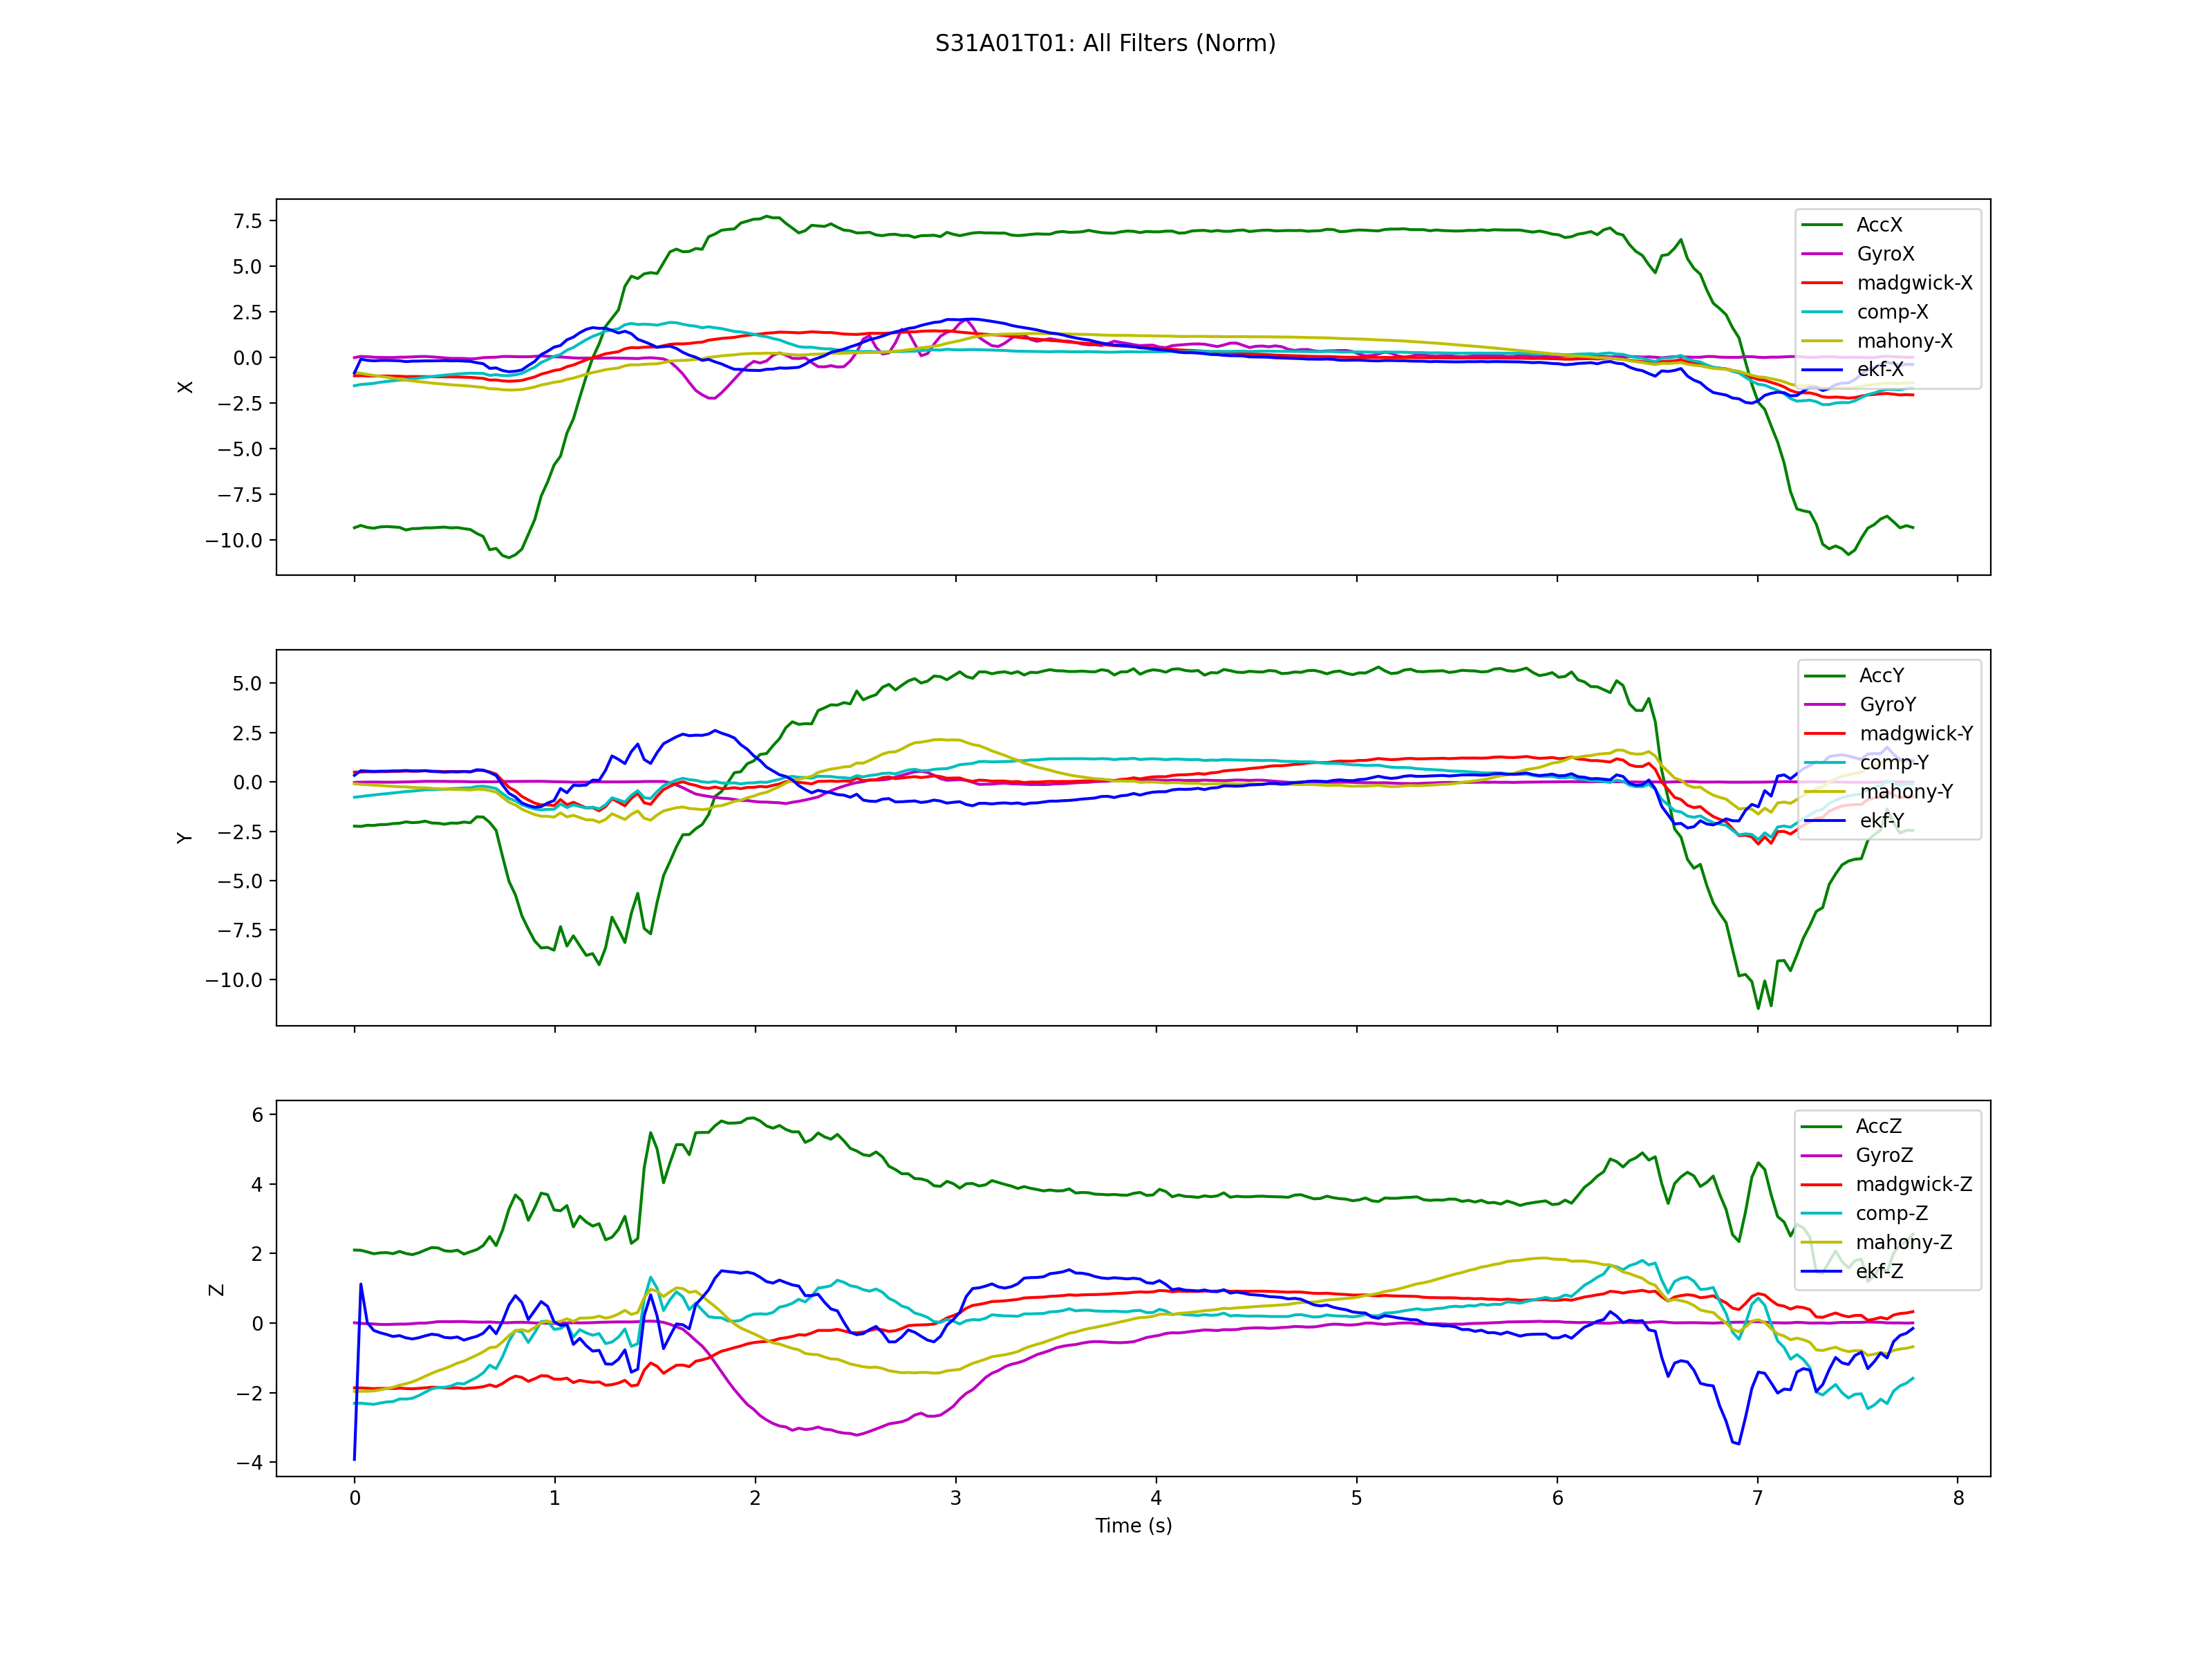 S31A01T01: All Filters (Norm)
7.5
5.0
2.5
0.0
−2.5
−5.0
−7.5
−10.0
X
AccX
GyroX
madgwick-X
comp-X
mahony-X
ekf-X
5.0
2.5
0.0
−2.5
−5.0
−7.5
−10.0
Y
AccY
GyroY
madgwick-Y
comp-Y
mahony-Y
ekf-Y
6
4
2
0
−2
−4
Z
AccZ
GyroZ
madgwick-Z
comp-Z
mahony-Z
ekf-Z
0 1 2 3 4 5 6 7 8
Time (s)